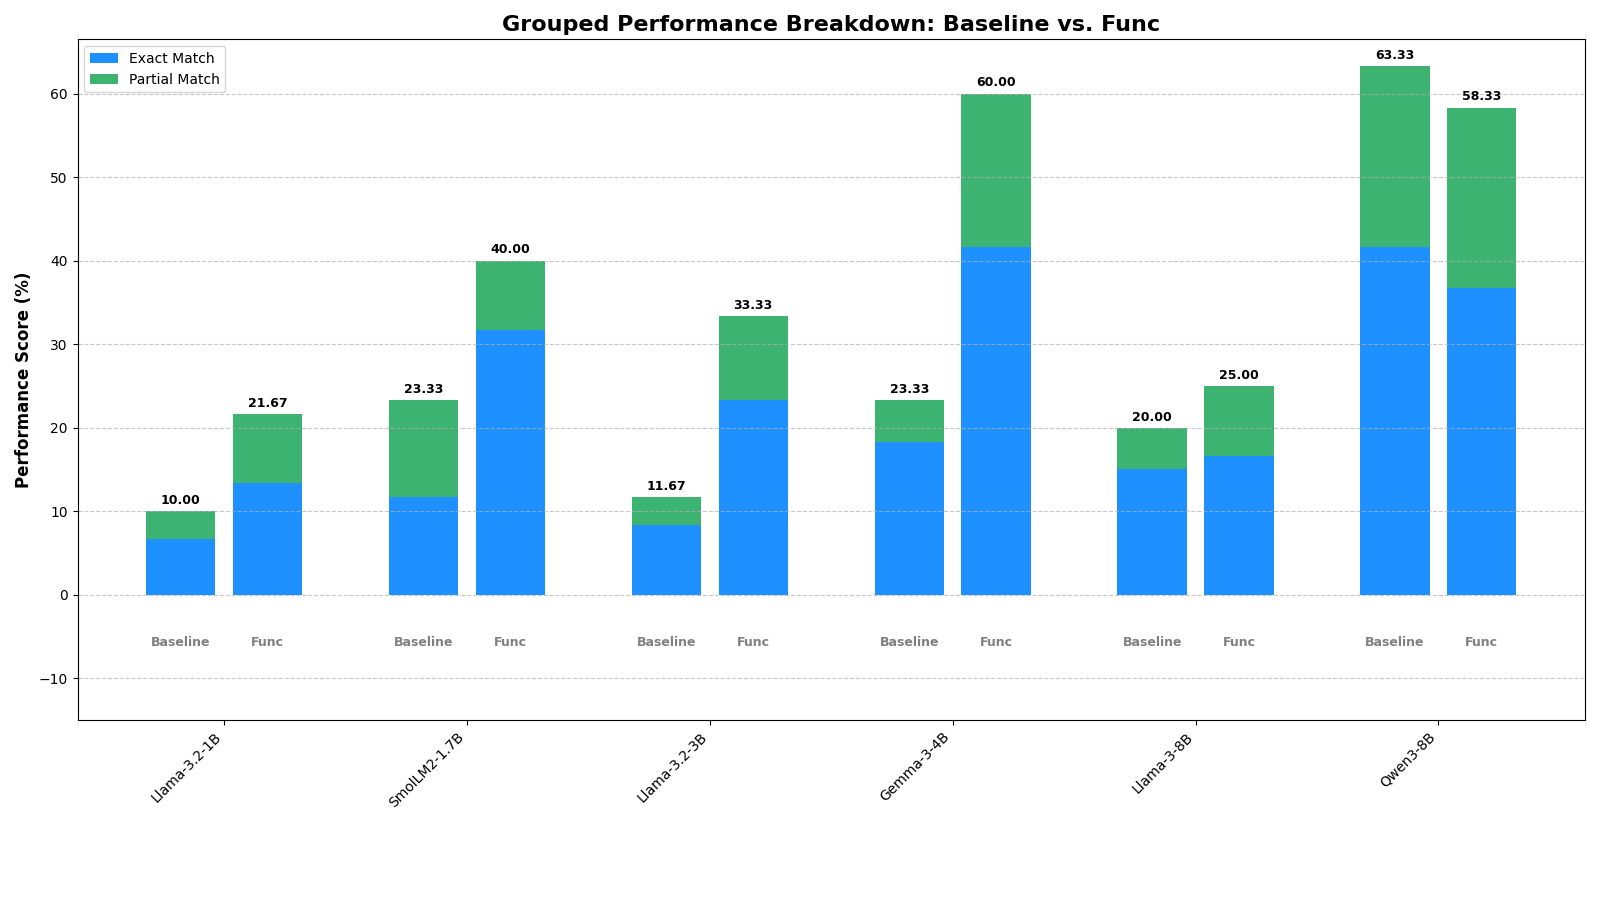 Grouped Performance Breakdown: Baseline vs. Func
Exact Match
Partial Match
Performance Score (%)
60
50
40
30
20
10
0
−10
10.00
21.67
23.33
40.00
11.67
33.33
23.33
60.00
20.00
25.00
63.33
58.33
Baseline Func Baseline Func Baseline Func Baseline Func Baseline Func Baseline Func
Llama-3.2-1B
SmolLM2-1.7B
Llama-3.2-3B
Gemma-3-4B
Llama-3-8B
Qwen3-8B